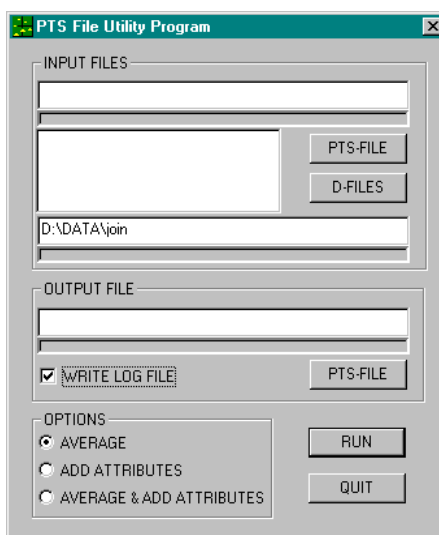 PTS File Utility Program
INPUT FILES
PTS-FILE
D-FILES
D:\DATA\join
OUTPUT FILE
WRITE LOG FILE
PTS-FILE
OPTIONS
AVERAGE
ADD ATTRIBUTES
AVERAGE & ADD ATTRIBUTES
RUN
QUIT